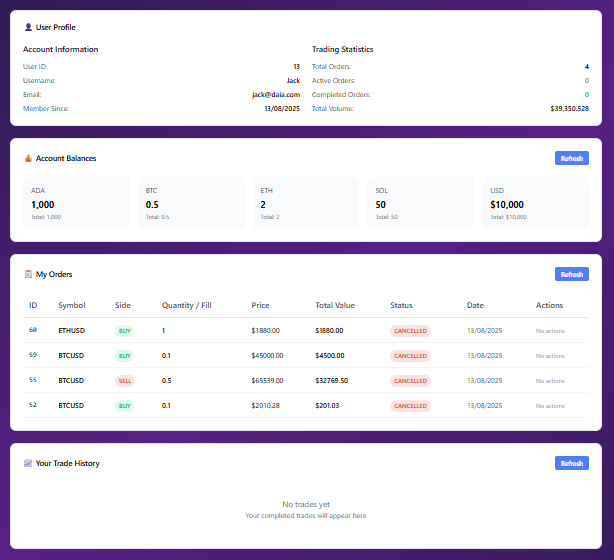 User Profile
Account Information
User ID: 13
Username: Jack
Email: jack@daia.com
Member Since: 13/08/2025
Trading Statistics
Total Orders: 4
Active Orders: 0
Completed Orders: 0
Total Volume: $39,350.528
Account Balances Refresh
ADA
1,000
Total: 1,000
BTC
0.5
Total: 0.5
ETH
2
Total: 2
SOL
50
Total: 50
USD
$10,000
Total: $10,000
My Orders Refresh
ID Symbol Side Quantity / Fill Price Total Value Status Date Actions
60 ETHUSD BUY 1 $1880.00 $1880.00 CANCELLED 13/08/2025 No actions
59 BTCUSD BUY 0.1 $45000.00 $4500.00 CANCELLED 13/08/2025 No actions
55 BTCUSD SELL 0.5 $65539.00 $32769.50 CANCELLED 13/08/2025 No actions
52 BTCUSD BUY 0.1 $2010.28 $201.03 CANCELLED 13/08/2025 No actions
Your Trade History Refresh
No trades yet
Your completed trades will appear here